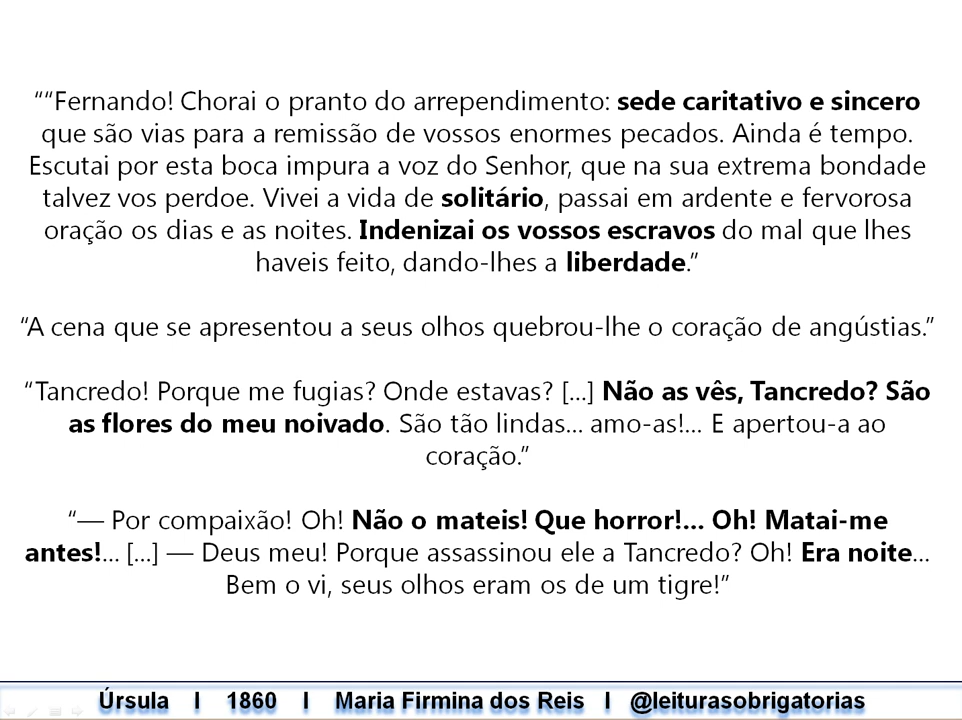 ““Fernando! Chorai o pranto do arrependimento: sede caritativo e sincero
que são vias para a remissão de vossos enormes pecados. Ainda é tempo.
Escutai por esta boca impura a voz do Senhor, que na sua extrema bondade
talvez vos perdoe. Vivei a vida de solitário, passai em ardente e fervorosa
oração os dias e as noites. Indenizai os vossos escravos do mal que lhes
haveis feito, dando-lhes a liberdade.”
“A cena que se apresentou a seus olhos quebrou-lhe o coração de angústias.”
“Tancredo! Porque me fugias? Onde estavas? [...] Não as vês, Tancredo? São
as flores do meu noivado. São tão lindas... amo-as!... E apertou-a ao
coração.”
“— Por compaixão! Oh! Não o mateis! Que horror!... Oh! Matai-me
antes!... [...] — Deus meu! Porque assassinou ele a Tancredo? Oh! Era noite...
Bem o vi, seus olhos eram os de um tigre!”
Úrsula I 1860 I Maria Firmina dos Reis I @leiturasobrigatorias